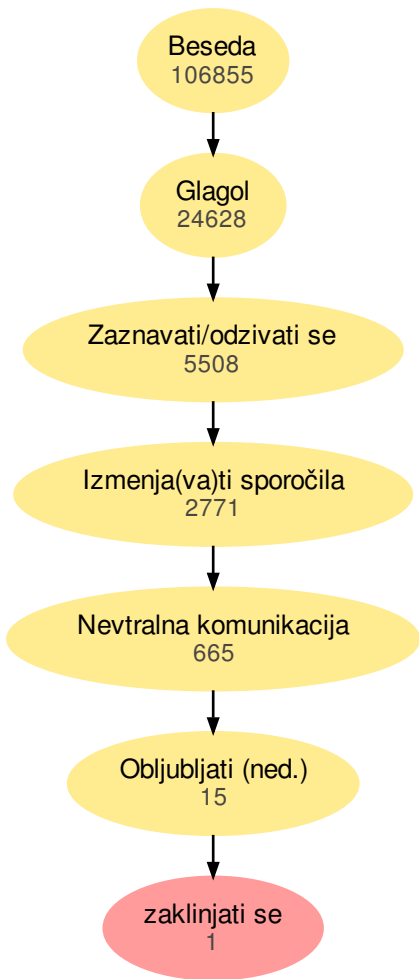 Beseda
106855
Glagol
24628
Zaznavati/odzivati se
5508
Izmenja(va)ti sporočila
2771
Nevtralna komunikacija
665
Obljubljati (ned.)
15
zaklinjati se
1